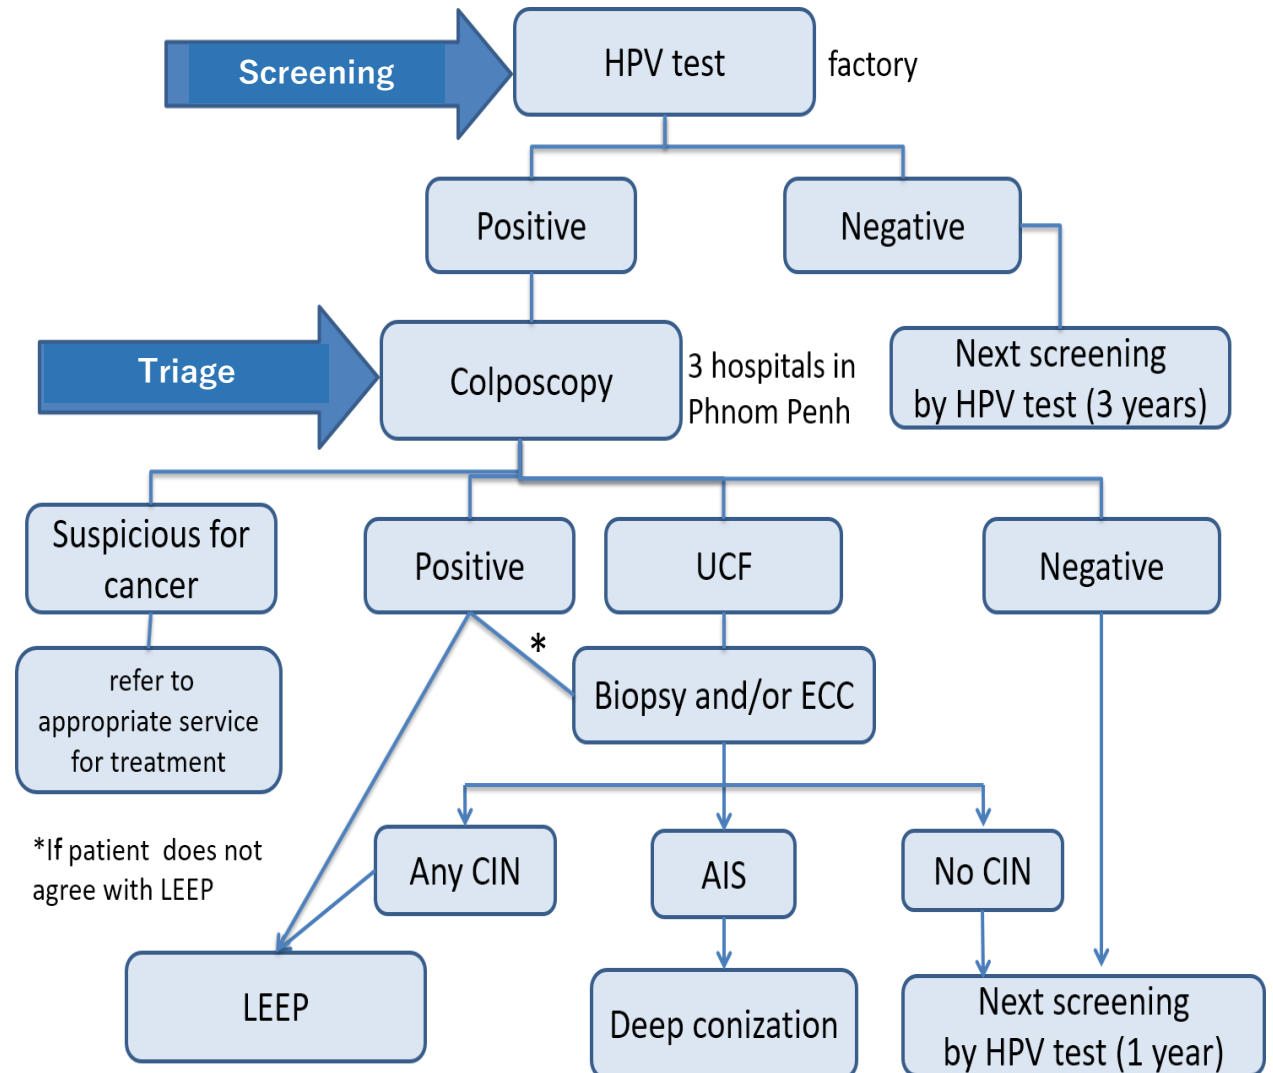 Screening
HPV test
factory
Positive
Negative
Triage
Colposcopy
3 hospitals in
Phnom Penh
Next screening
by HPV test (3 years)
Suspicious for
cancer
Positive
UCF
Negative
refer to
appropriate service
for treatment
*
Biopsy and/or ECC
*If patient does not
agree with LEEP
Any CIN
AIS
No CIN
LEEP
Deep conization
Next screening
by HPV test (1 year)